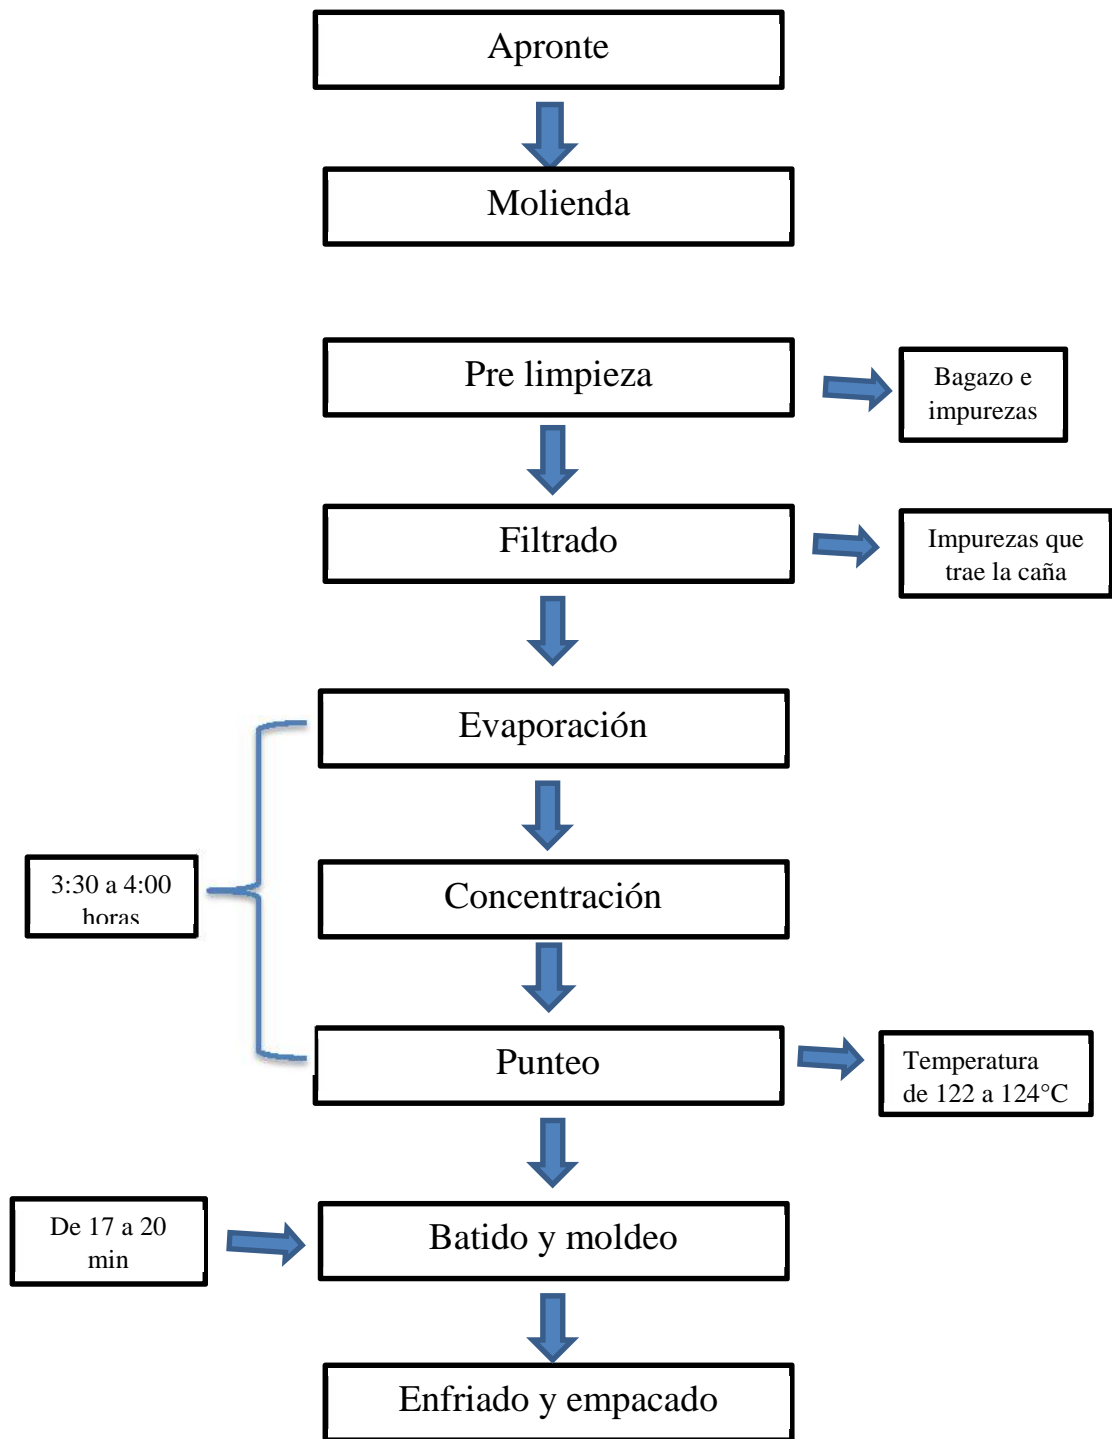 Apronte
Molienda
Pre limpieza
Bagazo e
impurezas
Filtrado
Impurezas que
trae la caña
Evaporación
3:30 a 4:00
horas
Concentración
Punteo
Temperatura
de 122 a 124°C
De 17 a 20
min
Batido y moldeo
Enfriado y empacado